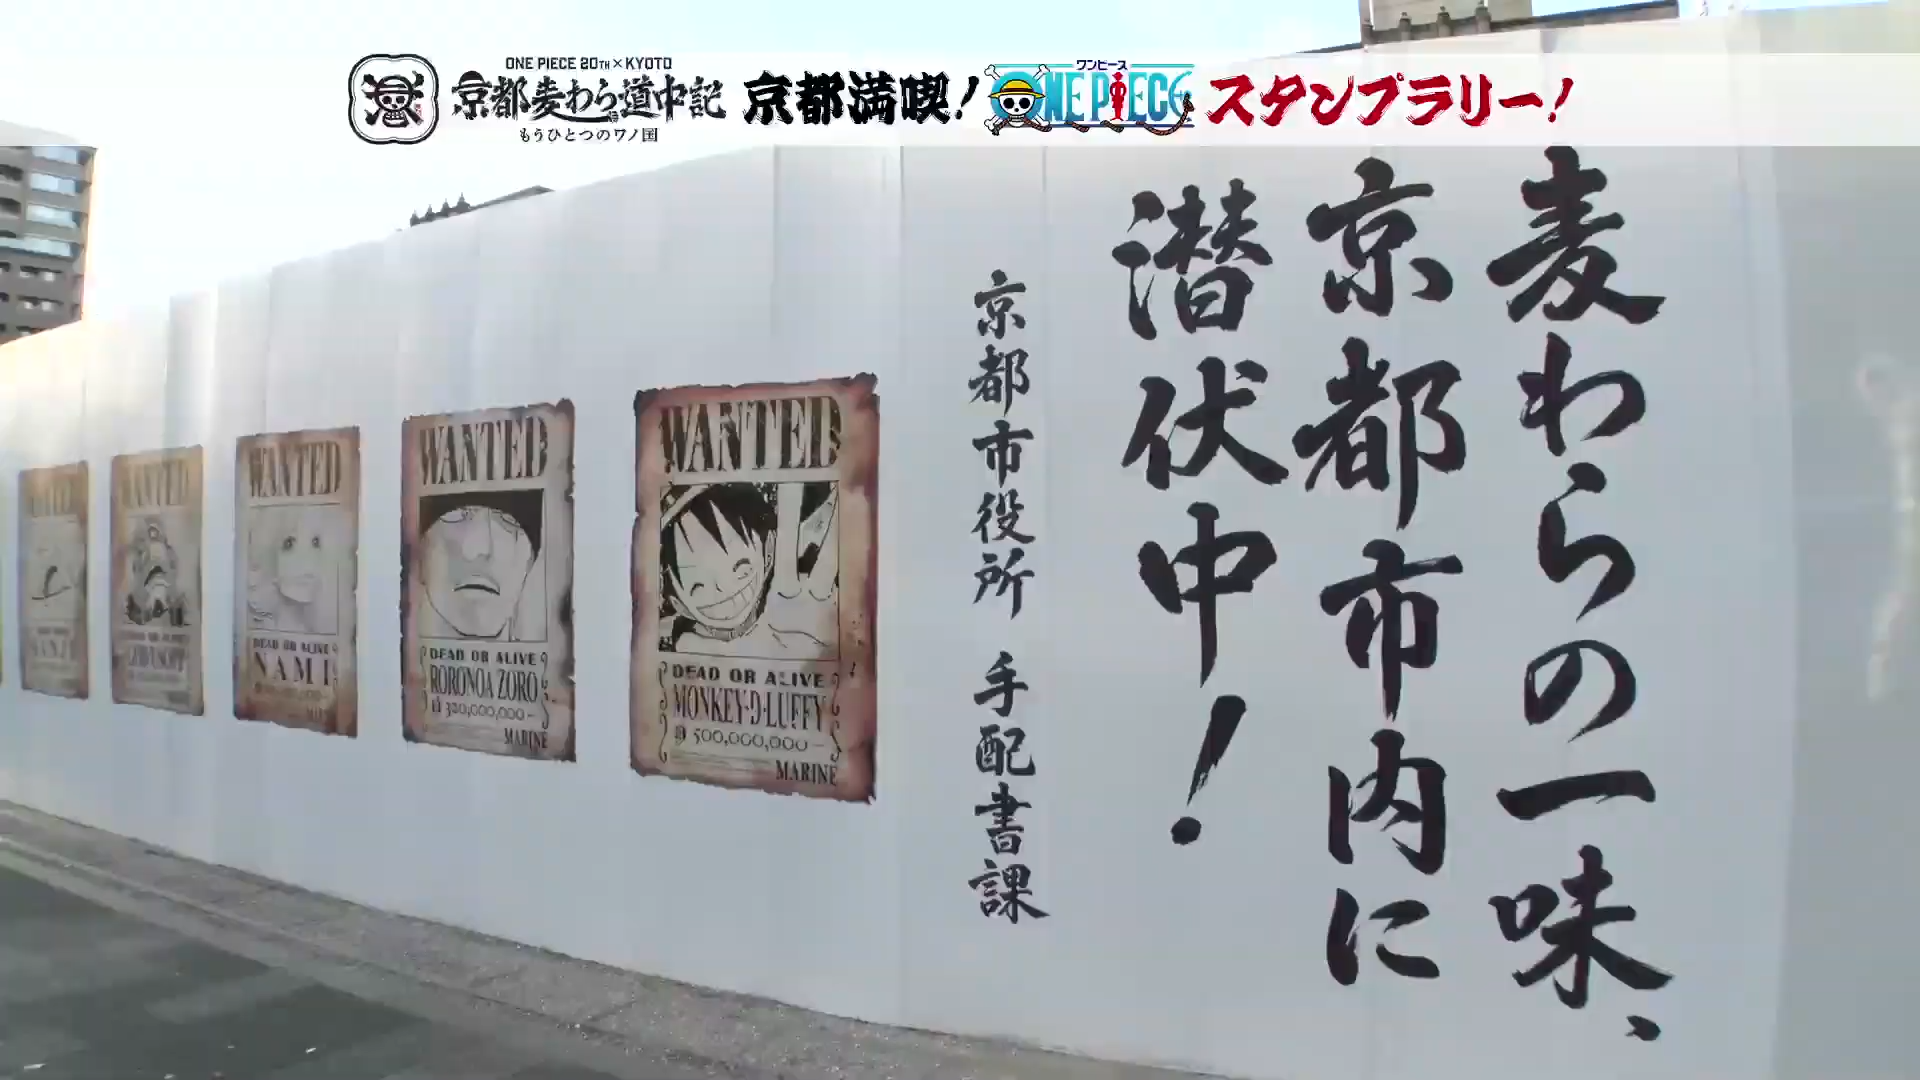 ONE PIECE 20TH×KYOTO
京都麦わら道中記
もうひとつのワノ国
京都満喫!
ワンピース
ONE PIECE
スタンプラリー!
麦わらの一味、
京都市内に
潜伏中!
京都市役所 手配書課
WANTED
DEAD OR ALIVE
MONKEY・D・LUFFY
500,000,000-
MARINE
WANTED
DEAD OR ALIVE
RORONOA ZORO
320,000,000-
MARINE
WANTED
DEAD OR ALIVE
NAMI
WANTED
WANTED